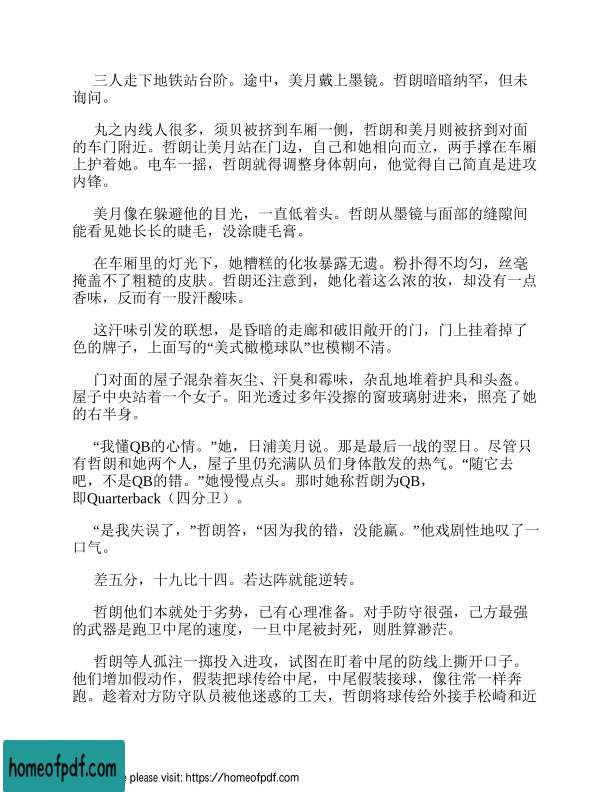 三人走下地铁站台阶。途中，美月戴上墨镜。哲朗暗暗纳罕，但未
询问。
丸之内线人很多，须贝被挤到车厢一侧，哲朗和美月则被挤到对面
的车门附近。哲朗让美月站在门边，自己和她相向而立，两手撑在车厢
上护着她。电车一摇，哲朗就得调整身体朝向，他觉得自己简直是进攻
内锋。
美月像在躲避他的目光，一直低着头。哲朗从墨镜与面部的缝隙间
能看见她长长的睫毛，没涂睫毛膏。
在车厢里的灯光下，她糟糕的化妆暴露无遗。粉扑得不均匀，丝毫
掩盖不了粗糙的皮肤。哲朗还注意到，她化着这么浓的妆，却没有一点
香味，反而有一股汗酸味。
这汗味引发的联想，是昏暗的走廊和破旧敞开的门，门上挂着掉了
色的牌子，上面写的“美式橄榄球队”也模糊不清。
门对面的屋子混杂着灰尘、汗臭和霉味，杂乱地堆着护具和头盔。
屋子中央站着一个女子。阳光透过多年没擦的窗玻璃射进来，照亮了她
的右半身。
“我懂QB的心情。”她，日浦美月说。那是最后一战的翌日。尽管只
有哲朗和她两个人，屋子里仍充满队员们身体散发的热气。“随它去
吧，不是QB的错。”她慢慢点头。那时她称哲朗为QB，
即Quarterback（四分卫）。
“是我失误了，”哲朗答，“因为我的错，没能赢。”他戏剧性地叹了一
口气。
差五分，十九比十四。若达阵就能逆转。
哲朗他们本就处于劣势，已有心理准备。对手防守很强，己方最强
的武器是跑卫中尾的速度，一旦中尾被封死，则胜算渺茫。
哲朗等人孤注一掷投入进攻，试图在盯着中尾的防线上撕开口子。
他们增加假动作，假装把球传给中尾，中尾假装接球，像往常一样奔
跑。趁着对方防守队员被他迷惑的工夫，哲朗将球传给外接手松崎和近
homeofpdf.com
e please visit: https://homeofpdf.com